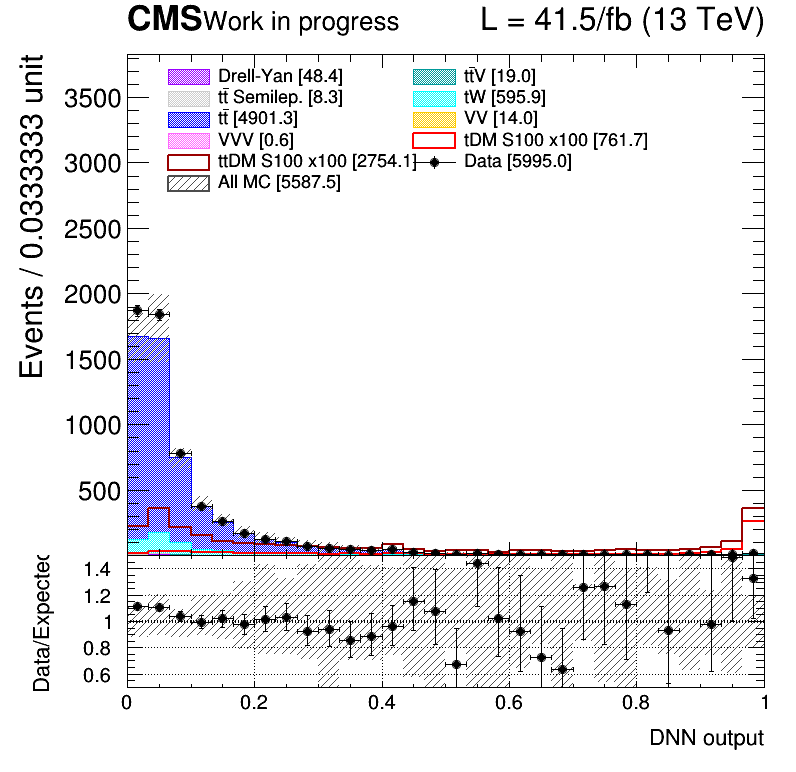 CMS Work in progress L = 41.5/fb (13 TeV)
Drell-Yan [48.4] tt̄V [19.0]
tt̄ Semilep. [8.3] tW [595.9]
tt̄ [4901.3] VV [14.0]
VVV [0.6] tDM S100 x100 [761.7]
ttDM S100 x100 [2754.1] Data [5995.0]
All MC [5587.5]
Events / 0.0333333 unit
3500
3000
2500
2000
1500
1000
500
Data/Expected
1.4
1.2
1
0.8
0.6
0 0.2 0.4 0.6 0.8 1
DNN output